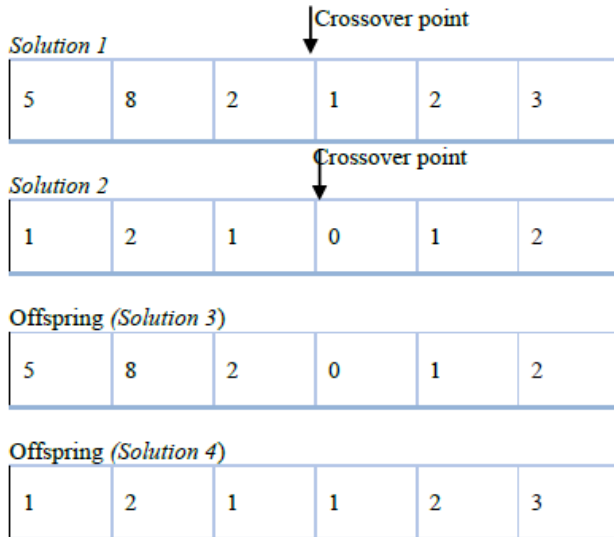 Crossover point
Solution 1
5 8 2 1 2 3
Crossover point
Solution 2
1 2 1 0 1 2
Offspring (Solution 3)
5 8 2 0 1 2
Offspring (Solution 4)
1 2 1 1 2 3